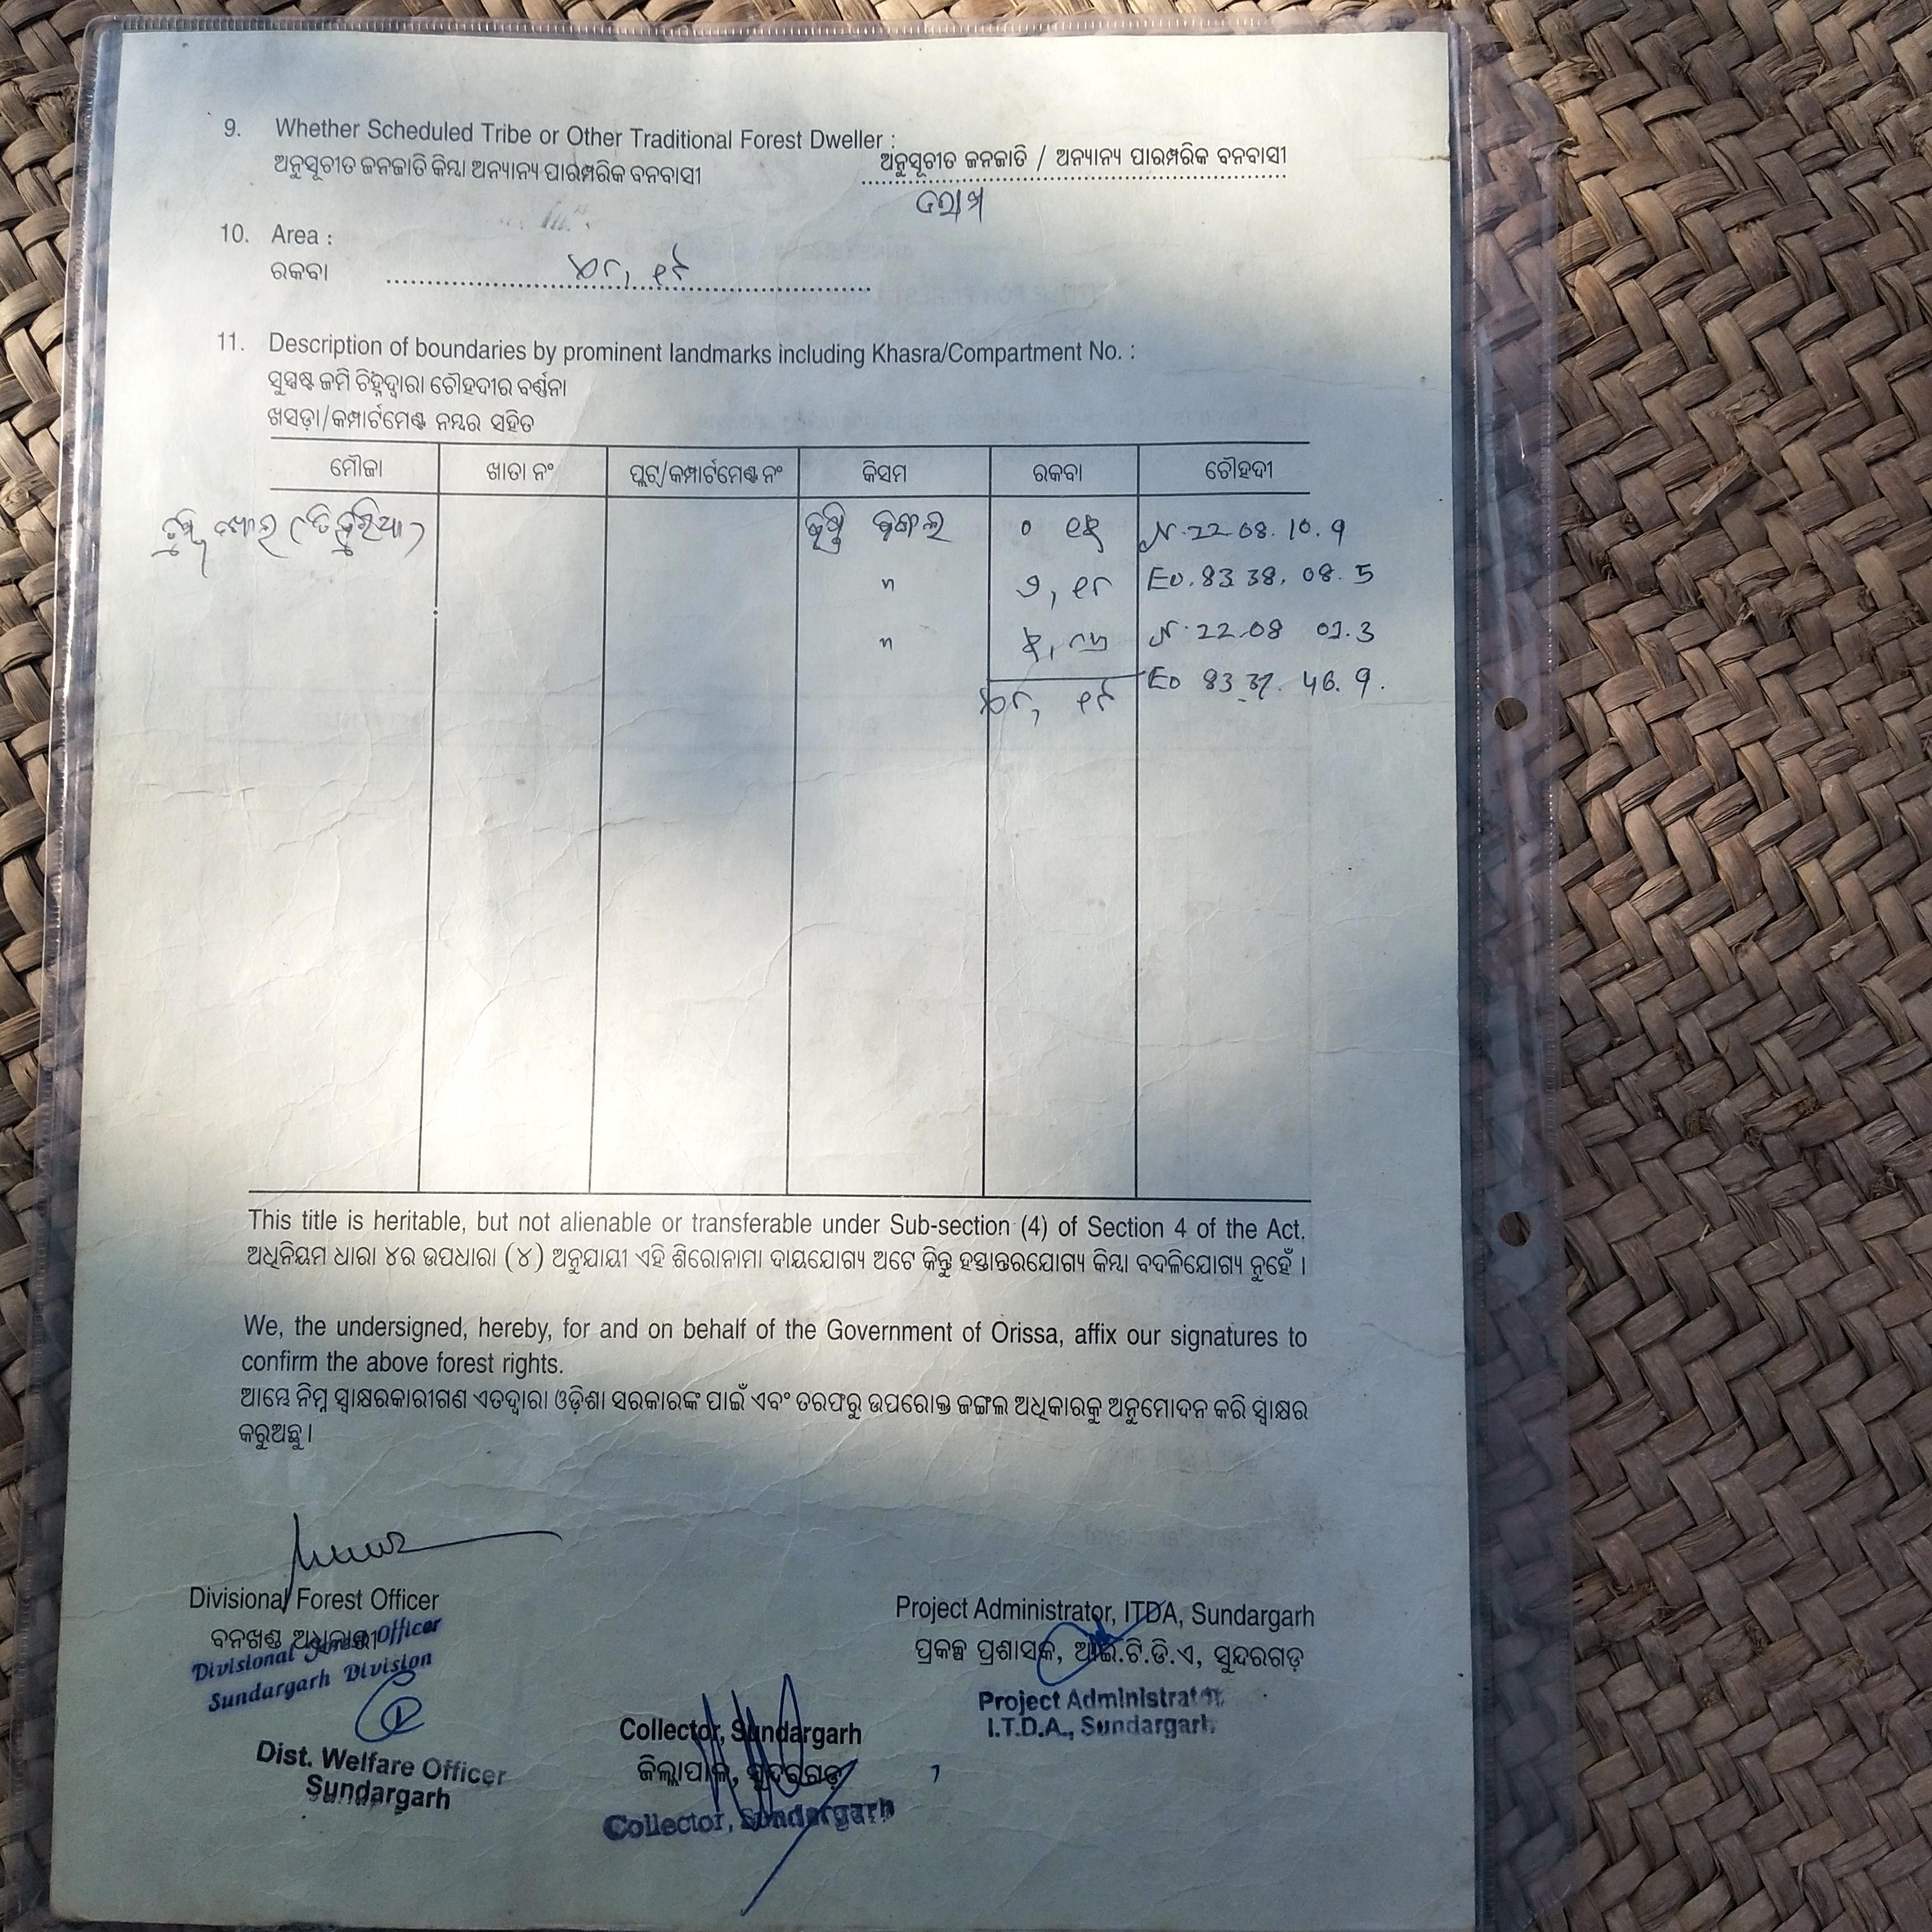 9. Whether Scheduled Tribe or Other Traditional Forest Dweller :
ଅନୁସୂଚୀତ ଜନଜାତି କିମ୍ବା ଅନ୍ୟାନ୍ୟ ପାରମ୍ପରିକ ବନବାସୀ ଅନୁସୂଚୀତ ଜନଜାତି / ଅନ୍ୟାନ୍ୟ ପାରମ୍ପରିକ ବନବାସୀ
10. Area :
ରକବା
11. Description of boundaries by prominent landmarks including Khasra/Compartment No. :
ସୁସ୍ପଷ୍ଟ ଜମି ଚିହ୍ନଦ୍ୱାରା ଚୌହଦୀର ବର୍ଣ୍ଣନା
ଖସଡ଼ା/କମ୍ପାର୍ଟମେଣ୍ଟ ନମ୍ବର ସହିତ
ମୌଜା ଖାତା ନଂ ପ୍ଲଟ୍/କମ୍ପାର୍ଟମେଣ୍ଟ ନଂ କିସମ ରକବା ଚୌହଦୀ
ଜଙ୍ଗଲ N. 22 08. 10. 9
" E0. 83 38. 08. 5
" N. 22.08 01.3
E0 83 37. 46. 9.
This title is heritable, but not alienable or transferable under Sub-section (4) of Section 4 of the Act.
ଅଧିନିୟମ ଧାରା ୪ର ଉପଧାରା (୪) ଅନୁଯାୟୀ ଏହି ଶିରୋନାମା ଦାୟଯୋଗ୍ୟ ଅଟେ କିନ୍ତୁ ହସ୍ତାନ୍ତରଯୋଗ୍ୟ କିମ୍ବା ବଦଳିଯୋଗ୍ୟ ନୁହେଁ ।
We, the undersigned, hereby, for and on behalf of the Government of Orissa, affix our signatures to
confirm the above forest rights.
ଆମ୍ଭେ ନିମ୍ନ ସ୍ୱାକ୍ଷରକାରୀଗଣ ଏତଦ୍ୱାରା ଓଡ଼ିଶା ସରକାରଙ୍କ ପାଇଁ ଏବଂ ତରଫରୁ ଉପରୋକ୍ତ ଜଙ୍ଗଲ ଅଧିକାରକୁ ଅନୁମୋଦନ କରି ସ୍ୱାକ୍ଷର
କରୁଅଛୁ ।
Divisional Forest Officer
ବନଖଣ୍ଡ ଅଧିକାରୀ
Divisional Forest Officer
Sundargarh Division
Dist. Welfare Officer
Sundargarh
Collector, Sundargarh
ଜିଲ୍ଲାପାଳ, ସୁନ୍ଦରଗଡ଼
Collector, Sundargarh
Project Administrator, ITDA, Sundargarh
ପ୍ରକଳ୍ପ ପ୍ରଶାସକ, ଆଇ.ଟି.ଡି.ଏ, ସୁନ୍ଦରଗଡ଼
Project Administrator
I.T.D.A., Sundargarh